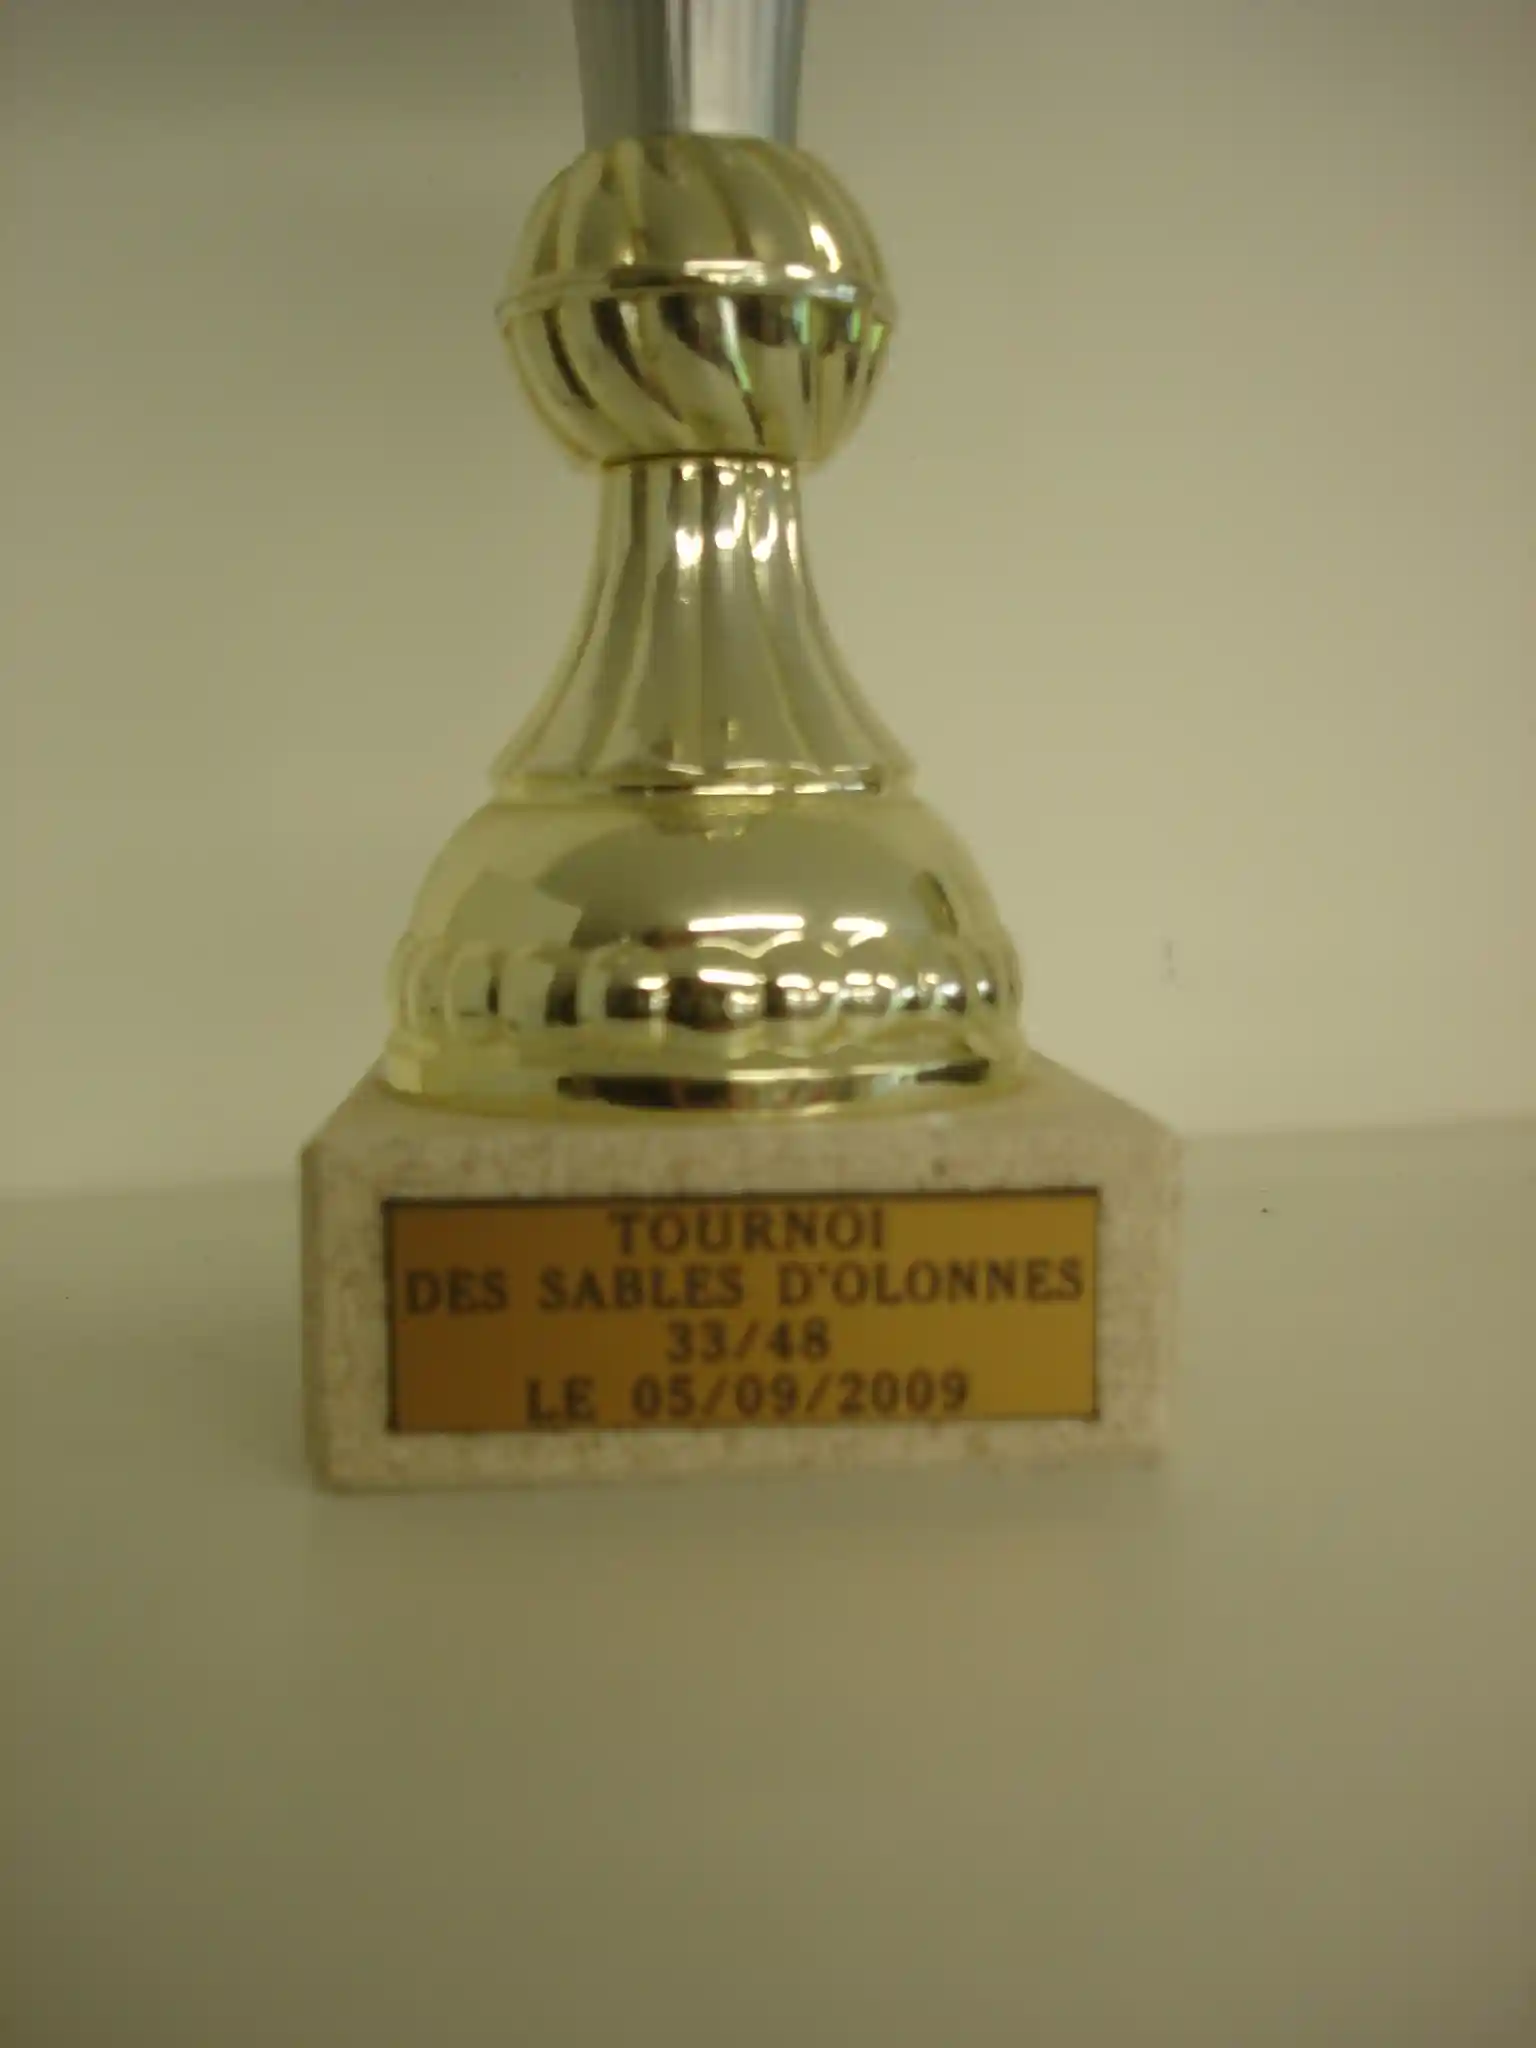 TOURNOI
DES SABLES D'OLONNES
33/48
LE 05/09/2009